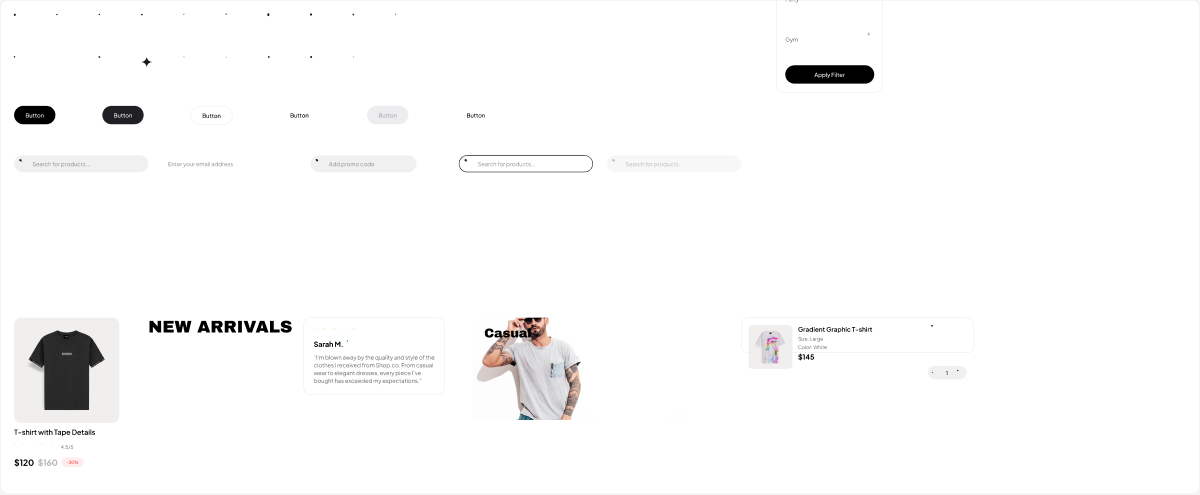 Gym
Apply Filter
Button
Button
Button
Button
Button
Button
Search for products...
Enter your email address
Add promo code
Search for products...
Search for products...
NEW ARRIVALS
Sarah M.
"I'm blown away by the quality and style of the
clothes I received from Shop.co. From casual
wear to elegant dresses, every piece I've
bought has exceeded my expectations."
Casual
Gradient Graphic T-shirt
Size: Large
Color: White
$145
1
T-shirt with Tape Details
4.5/5
$120 $160 -20%